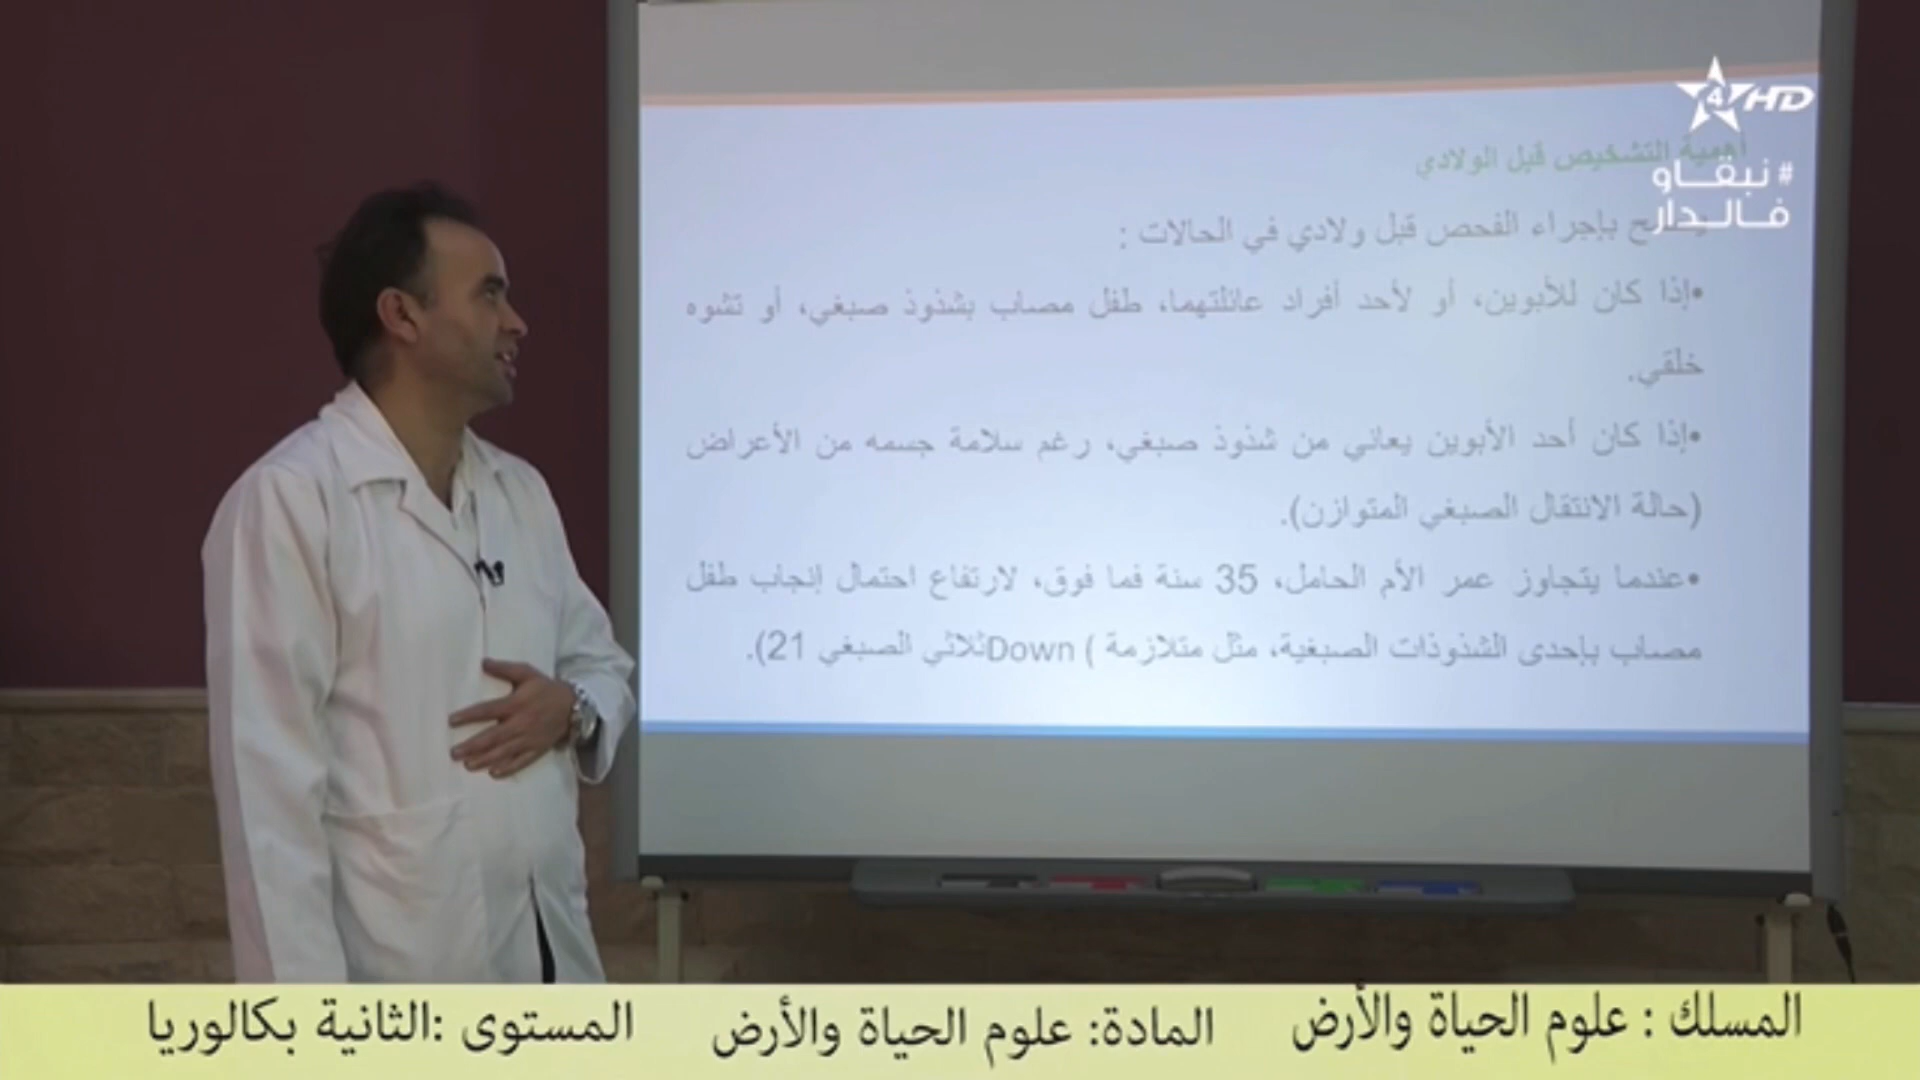 4 HD
#نبقاو
فالدار
أهمية التشخيص قبل الولادي
بإجراء الفحص قبل ولادي في الحالات :
•إذا كان للأبوين، أو لأحد أفراد عائلتهما، طفل مصاب بشذوذ صبغي، أو تشوه
خلقي.
•إذا كان أحد الأبوين يعاني من شذوذ صبغي، رغم سلامة جسمه من الأعراض
(حالة الانتقال الصبغي المتوازن).
•عندما يتجاوز عمر الأم الحامل، 35 سنة فما فوق، لارتفاع احتمال إنجاب طفل
مصاب بإحدى الشذوذات الصبغية، مثل متلازمة ) Downثلاثي الصبغي 21).
المسلك : علوم الحياة والأرض
المادة: علوم الحياة والأرض
المستوى :الثانية بكالوريا